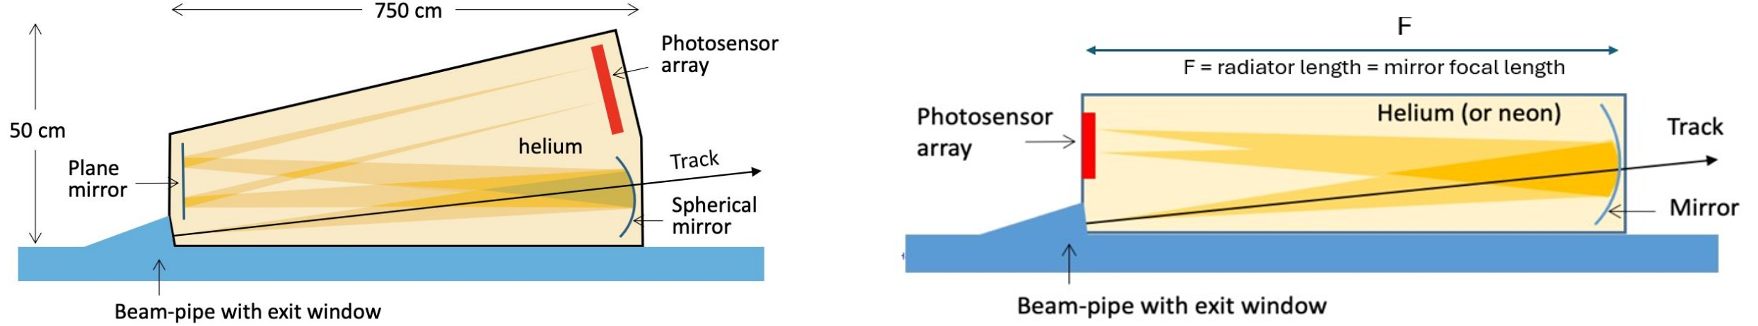 750 cm
Photosensor
array
50 cm
helium
Track
Plane
mirror
Spherical
mirror
Beam-pipe with exit window
F
F = radiator length = mirror focal length
Photosensor
array
Helium (or neon)
Track
Mirror
Beam-pipe with exit window